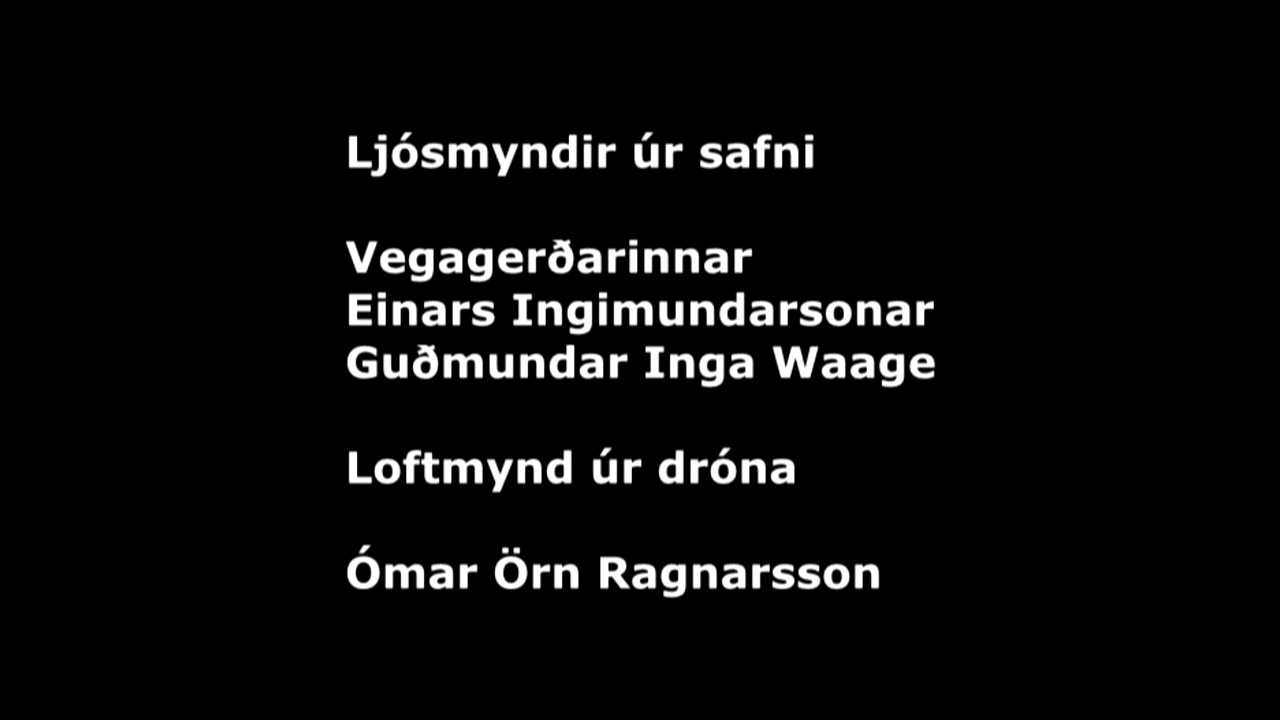 Ljósmyndir úr safni
Vegagerðarinnar
Einars Ingimundarsonar
Guðmundar Inga Waage
Loftmynd úr dróna
Ómar Örn Ragnarsson